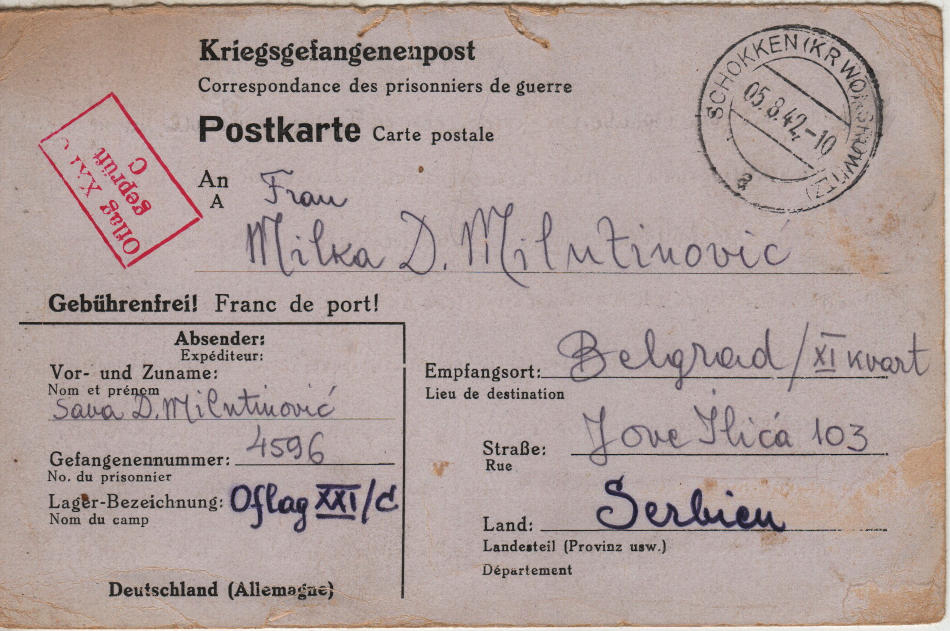 Kriegsgefangenenpost
Correspondance des prisonniers de guerre
Postkarte Carte postale
SCHOKKEN (KR WONGROWITZ)
05.8.42.-10
a
Oflag XXI C
geprüft
C
An
A
Frau
Milka D. Milutinović
Gebührenfrei! Franc de port!
Absender:
Expéditeur:
Vor- und Zuname:
Nom et prénom
Sava D. Milutinović
Gefangenennummer: 4596
No. du prisonnier
Lager-Bezeichnung: Oflag XXI/C
Nom du camp
Deutschland (Allemagne)
Empfangsort: Belgrad/XI kvart
Lieu de destination
Straße: Jove Ilića 103
Rue
Land: Serbien
Landesteil (Provinz usw.)
Département